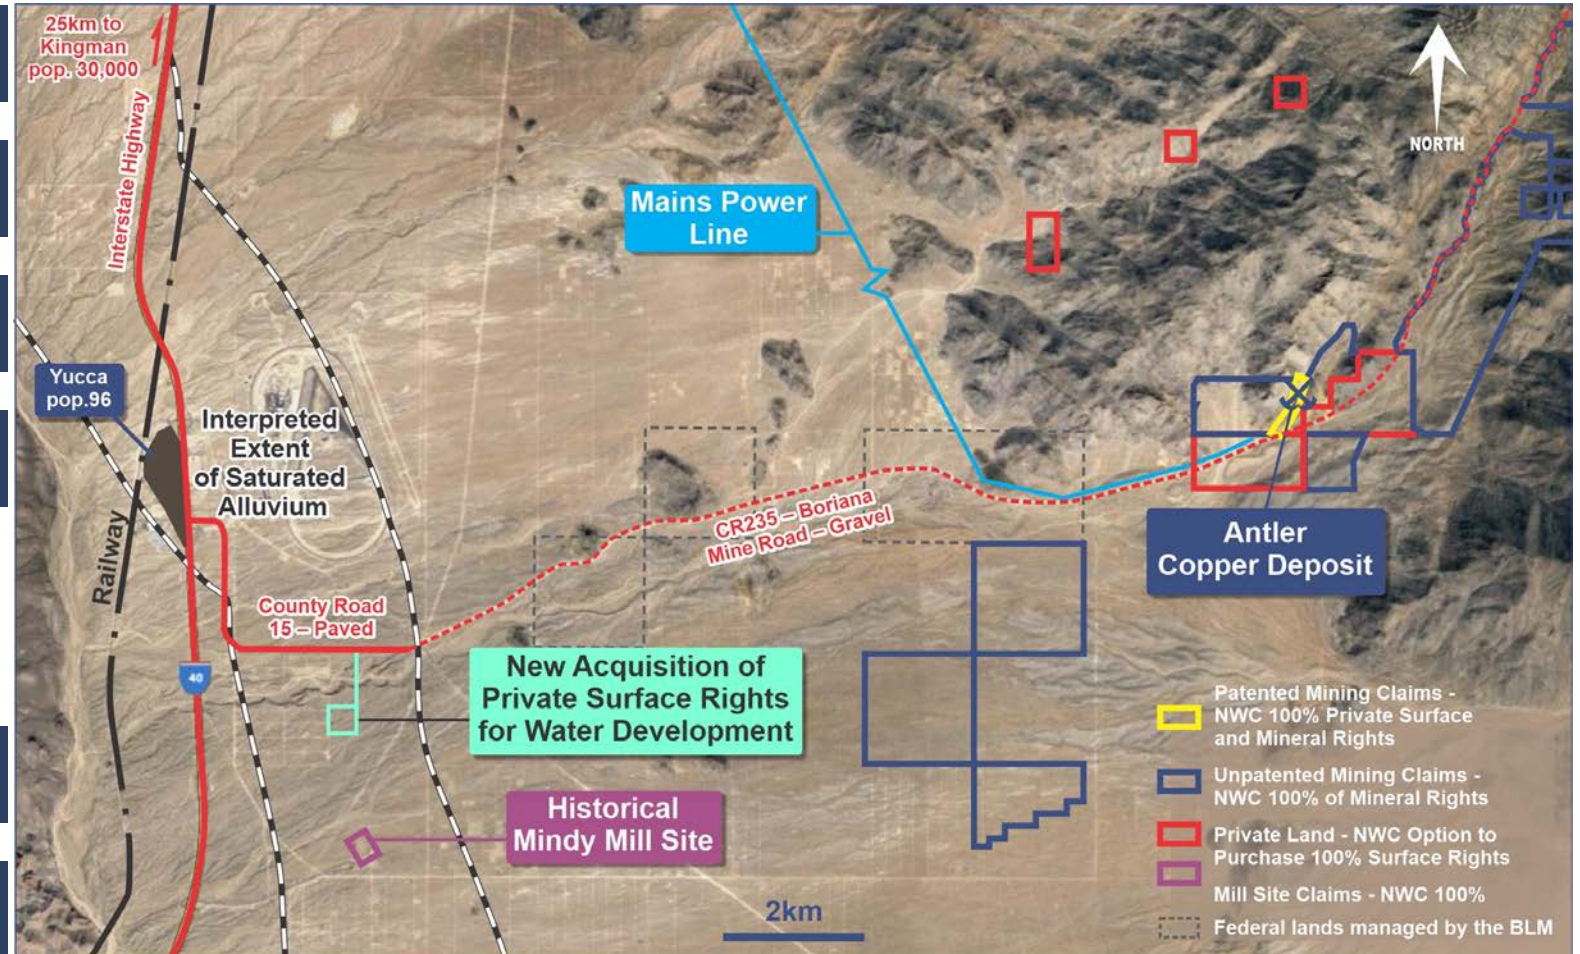 25km to
Kingman
pop. 30,000
Interstate Highway
NORTH
Mains Power
Line
Yucca
pop.96
Interpreted
Extent
of Saturated
Alluvium
Railway
CR235 – Boriana
Mine Road – Gravel
Antler
Copper Deposit
County Road
15 – Paved
40
New Acquisition of
Private Surface Rights
for Water Development
Historical
Mindy Mill Site
2km
Patented Mining Claims -
NWC 100% Private Surface
and Mineral Rights
Unpatented Mining Claims -
NWC 100% of Mineral Rights
Private Land - NWC Option to
Purchase 100% Surface Rights
Mill Site Claims - NWC 100%
Federal lands managed by the BLM